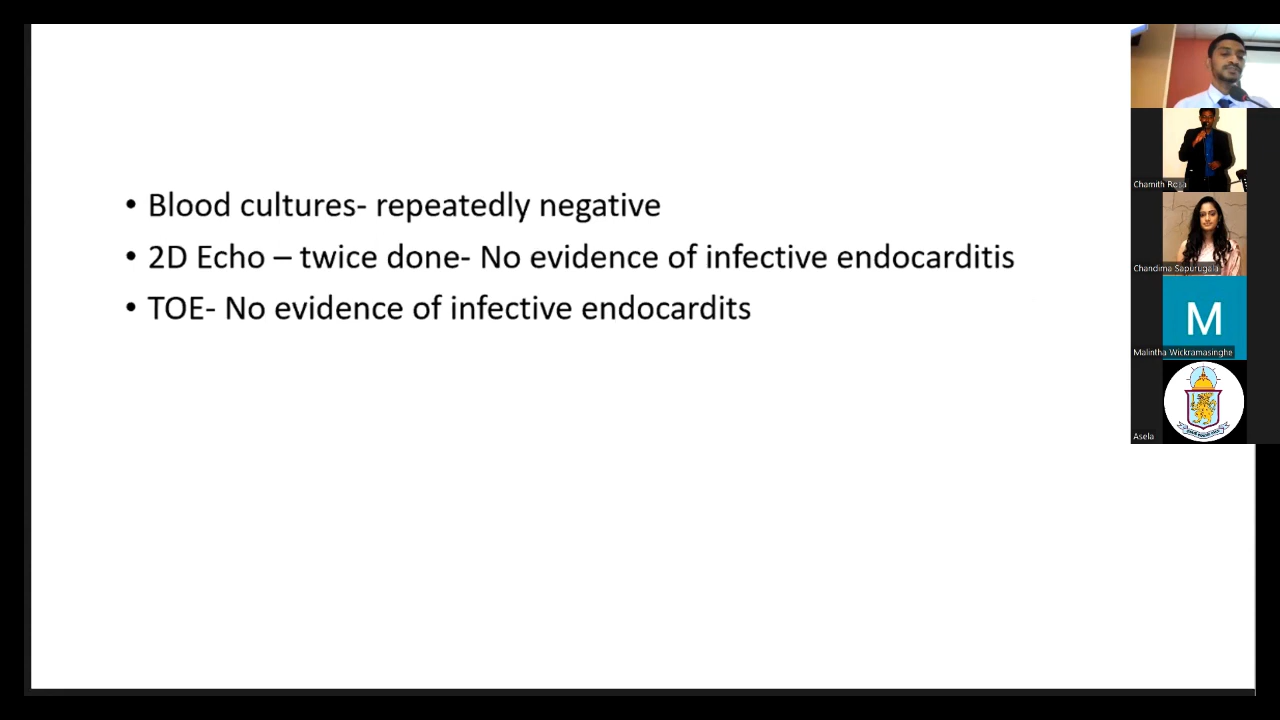 • Blood cultures- repeatedly negative
• 2D Echo – twice done- No evidence of infective endocarditis
• TOE- No evidence of infective endocardits
Chamith
Chandima Sapurugala
M
Malintha Wickramasinghe
Asela